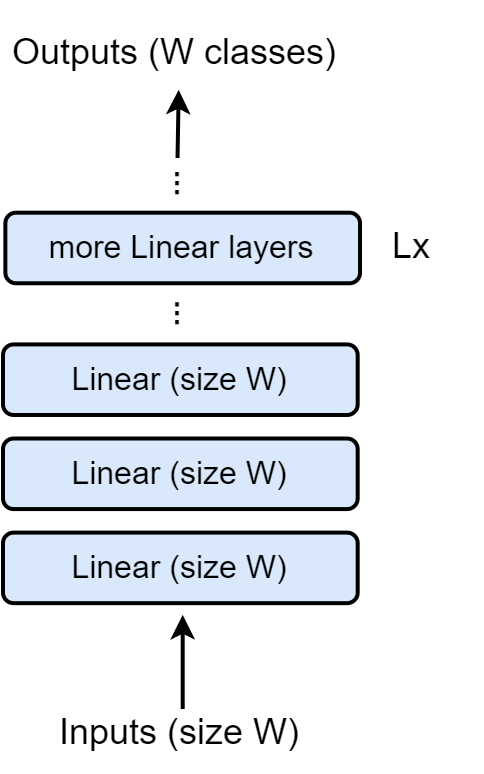 Outputs (W classes)
more Linear layers
Lx
Linear (size W)
Linear (size W)
Linear (size W)
Inputs (size W)